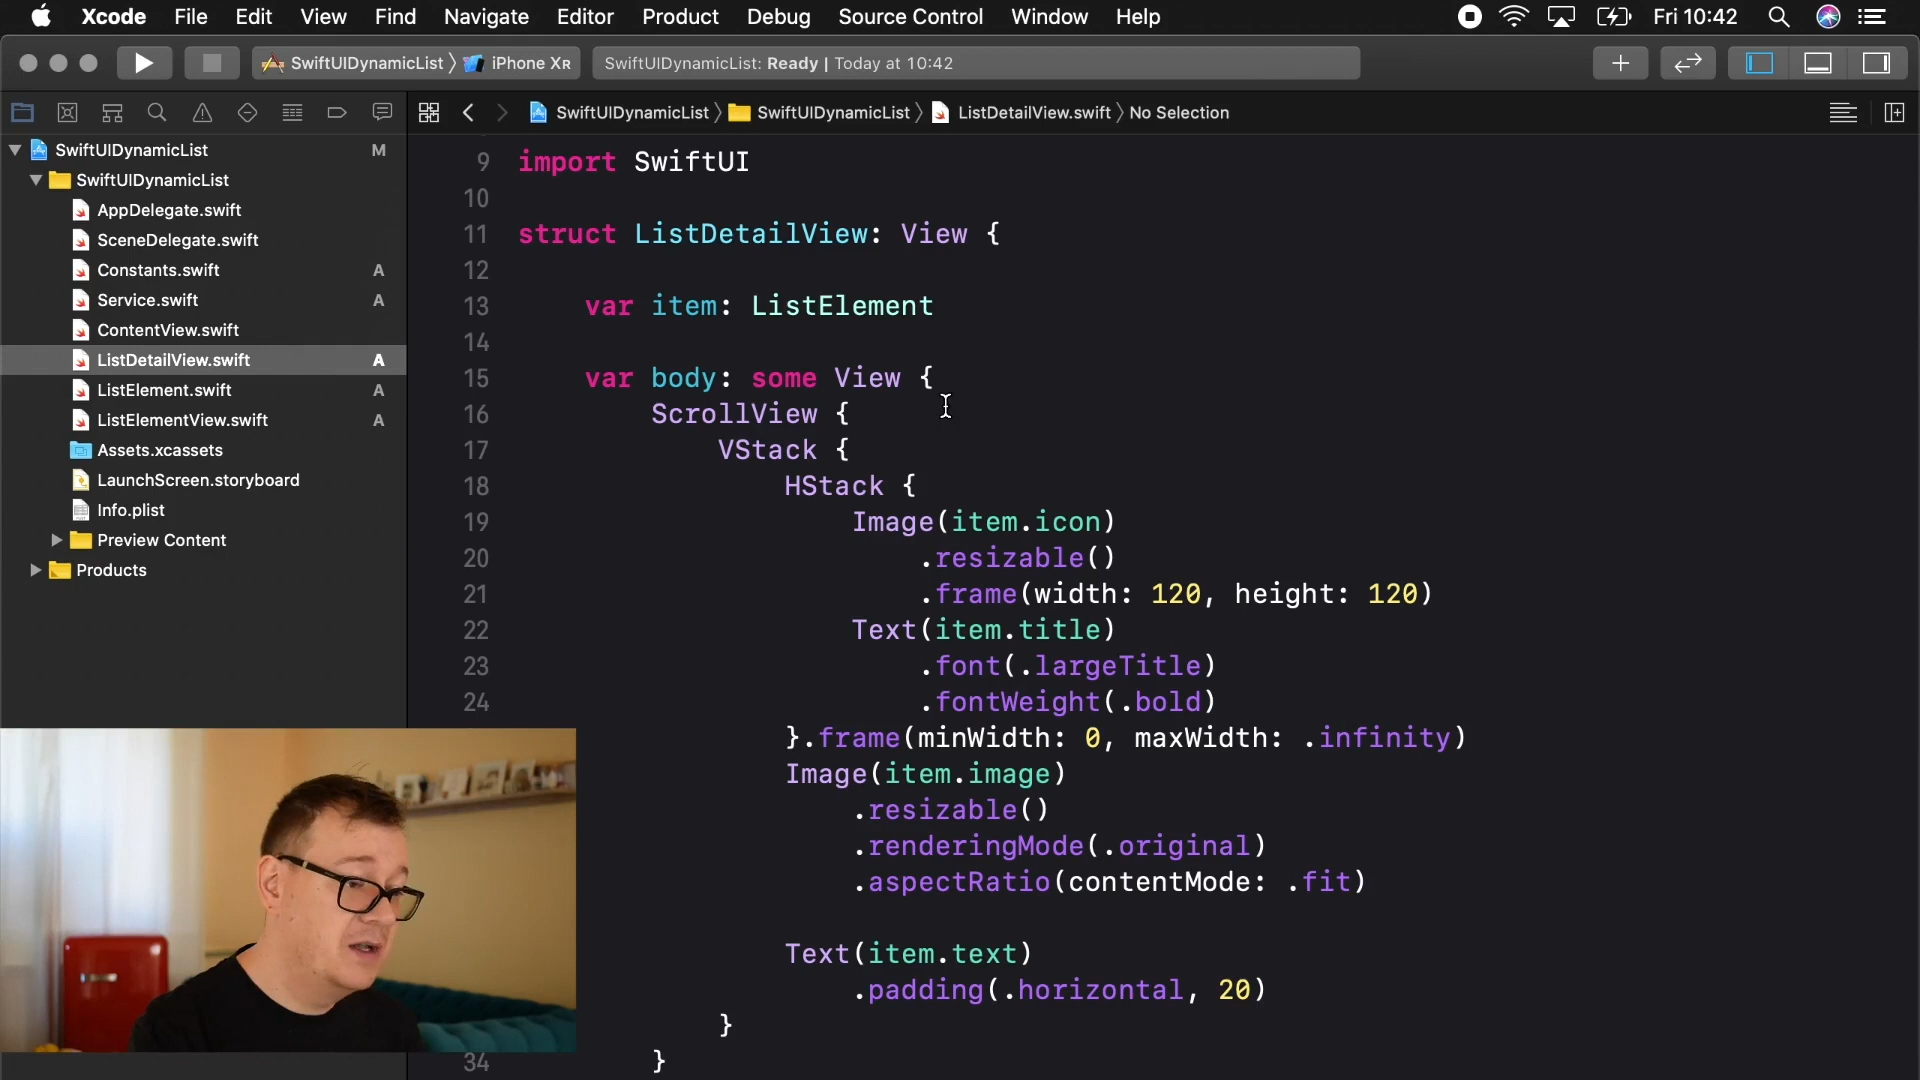 Xcode File Edit View Find Navigate Editor Product Debug Source Control Window Help Fri 10:42
SwiftUIDynamicList 〉 iPhone XR SwiftUIDynamicList: Ready | Today at 10:42
SwiftUIDynamicList 〉 SwiftUIDynamicList 〉 ListDetailView.swift 〉 No Selection
SwiftUIDynamicList M
SwiftUIDynamicList
AppDelegate.swift
SceneDelegate.swift
Constants.swift A
Service.swift A
ContentView.swift
ListDetailView.swift A
ListElement.swift A
ListElementView.swift A
Assets.xcassets
LaunchScreen.storyboard
Info.plist
Preview Content
Products
9 import SwiftUI
10
11 struct ListDetailView: View {
12
13 var item: ListElement
14
15 var body: some View {
16 ScrollView {
17 VStack {
18 HStack {
19 Image(item.icon)
20 .resizable()
21 .frame(width: 120, height: 120)
22 Text(item.title)
23 .font(.largeTitle)
24 .fontWeight(.bold)
}.frame(minWidth: 0, maxWidth: .infinity)
Image(item.image)
.resizable()
.renderingMode(.original)
.aspectRatio(contentMode: .fit)
Text(item.text)
.padding(.horizontal, 20)
}
34 }